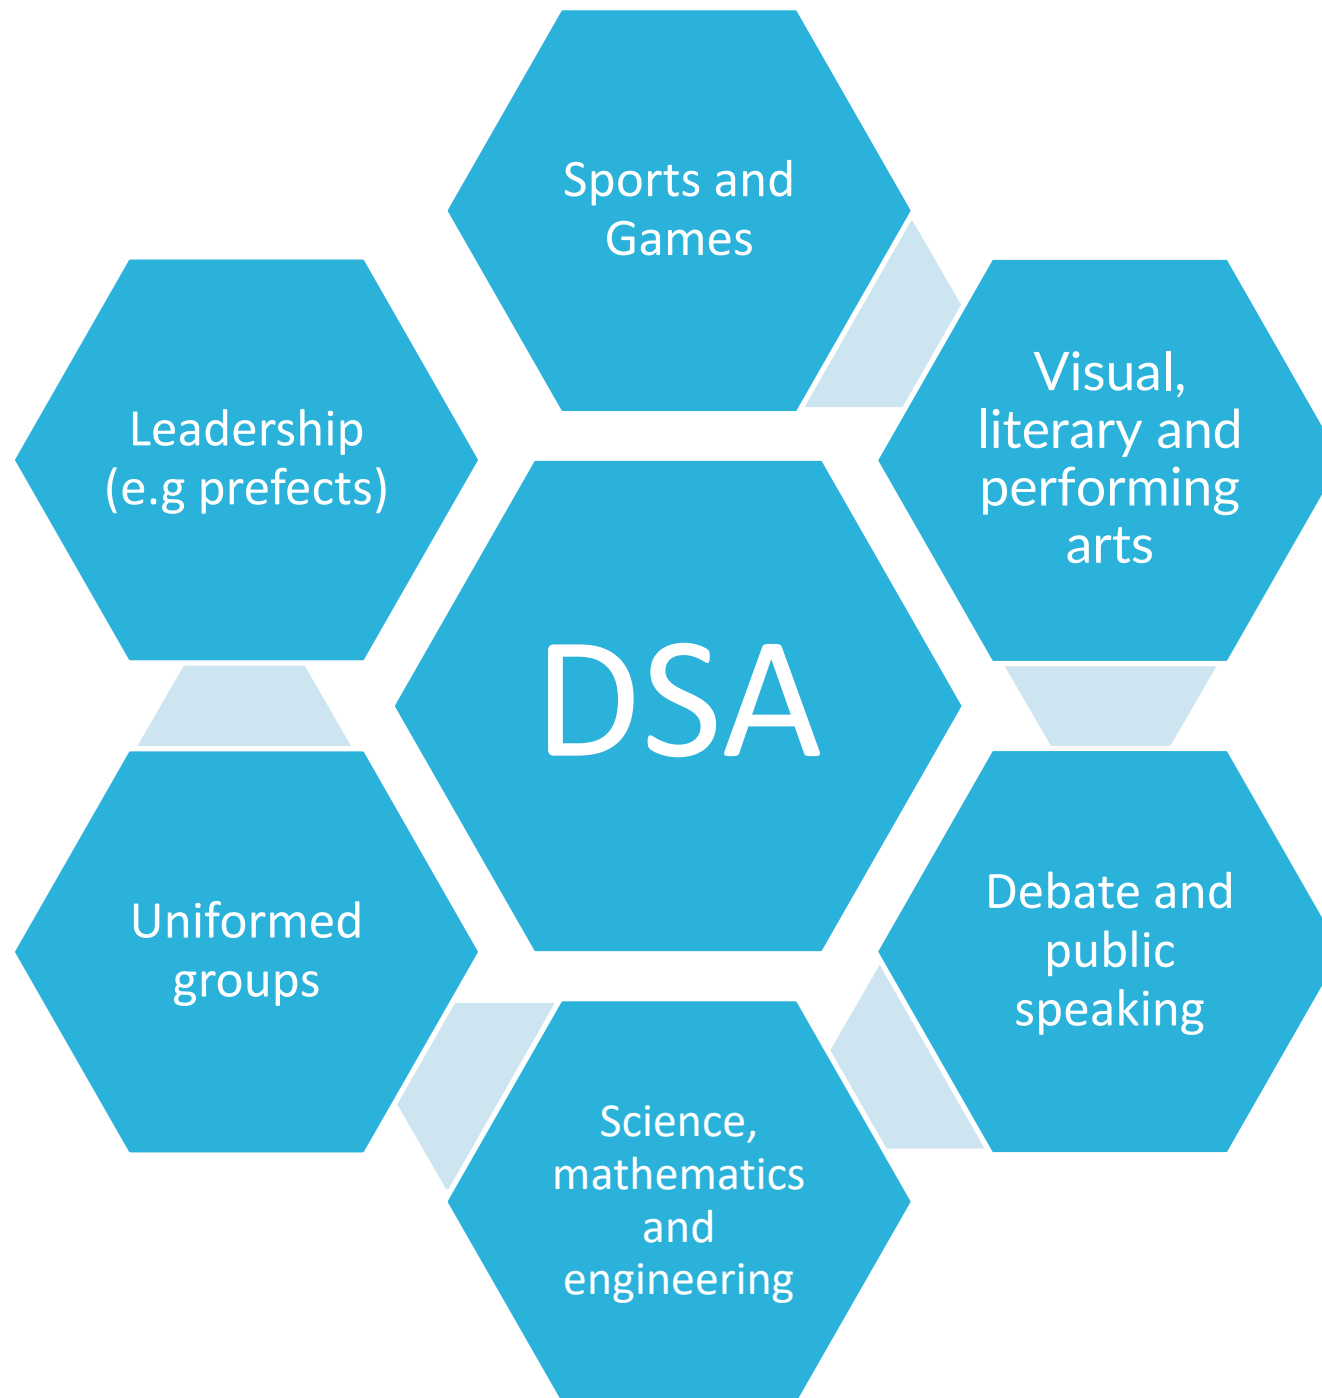 Sports and
Games
Visual,
literary and
performing
arts
Leadership
(e.g prefects)
DSA
Debate and
public
speaking
Uniformed
groups
Science,
mathematics
and
engineering